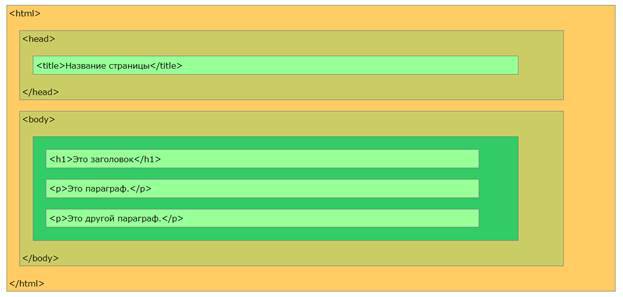 <html>
<head>
<title>Название страницы</title>
</head>
<body>
<h1>Это заголовок</h1>
<p>Это параграф.</p>
<p>Это другой параграф.</p>
</body>
</html>